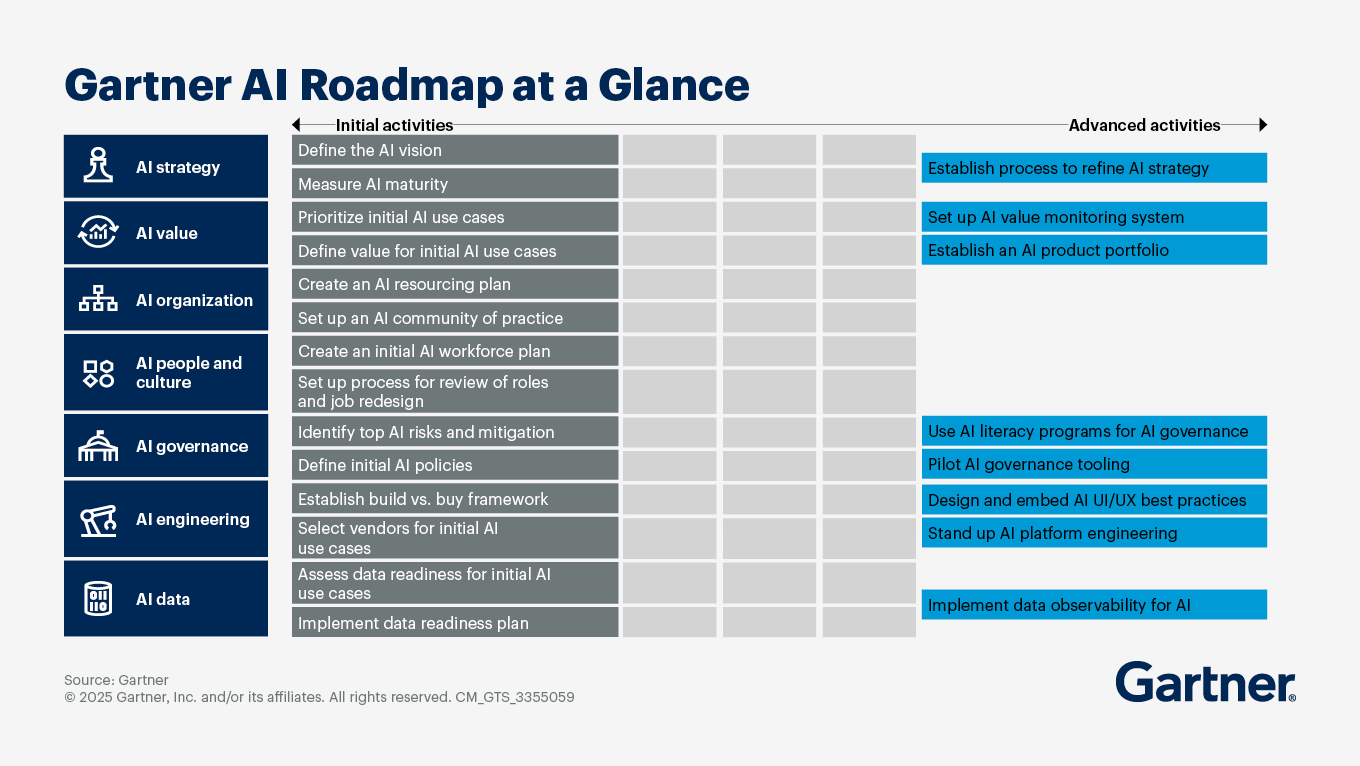 Gartner AI Roadmap at a Glance
Initial activities
Advanced activities
AI strategy
Define the AI vision
Measure AI maturity
Establish process to refine AI strategy
AI value
Prioritize initial AI use cases
Set up AI value monitoring system
Define value for initial AI use cases
Establish an AI product portfolio
AI organization
Create an AI resourcing plan
Set up an AI community of practice
AI people and
culture
Create an initial AI workforce plan
Set up process for review of roles
and job redesign
AI governance
Identify top AI risks and mitigation
Use AI literacy programs for AI governance
Define initial AI policies
Pilot AI governance tooling
AI engineering
Establish build vs. buy framework
Design and embed AI UI/UX best practices
Select vendors for initial AI
use cases
Stand up AI platform engineering
AI data
Assess data readiness for initial AI
use cases
Implement data readiness plan
Implement data observability for AI
Source: Gartner
© 2025 Gartner, Inc. and/or its affiliates. All rights reserved. CM_GTS_3355059
Gartner®